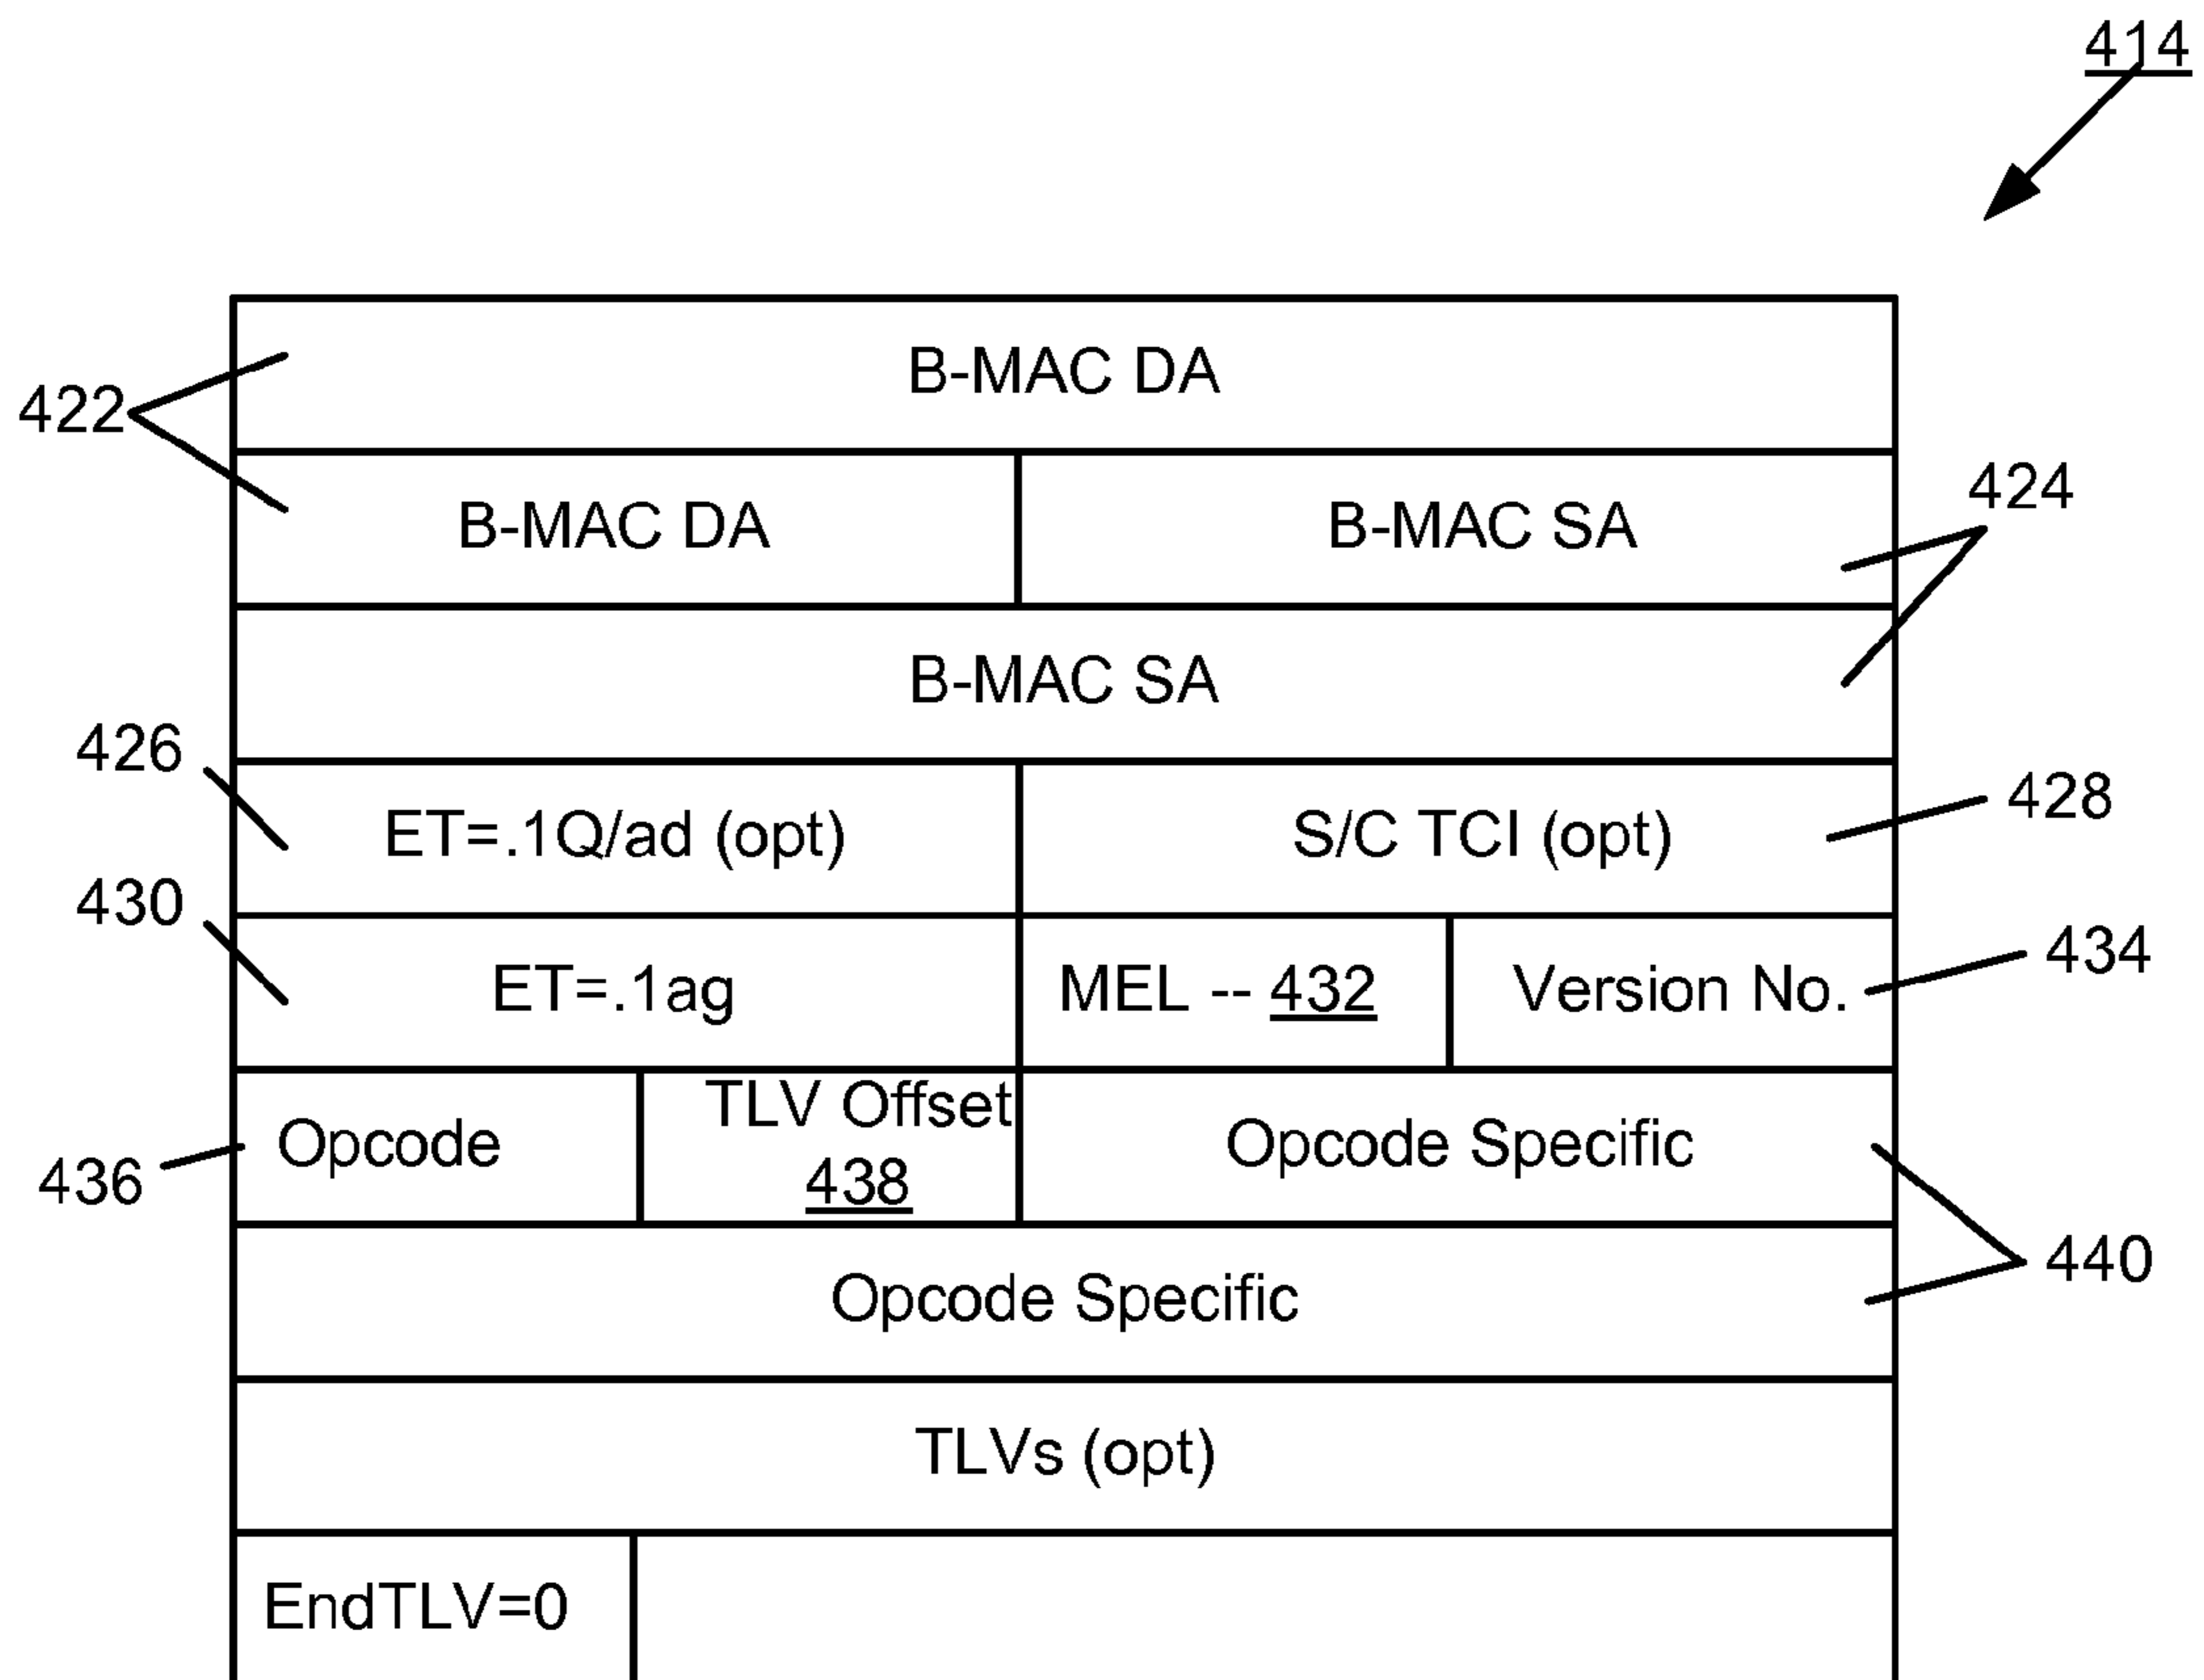 414
B-MAC DA
422
B-MAC DA B-MAC SA
424
B-MAC SA
426
ET=.1Q/ad (opt) S/C TCI (opt)
428
430
ET=.1ag MEL -- 432 Version No.
434
Opcode TLV Offset 438 Opcode Specific
436
Opcode Specific
440
TLVs (opt)
EndTLV=0